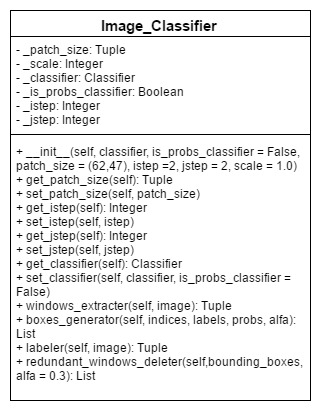 Image_Classifier
- _patch_size: Tuple
- _scale: Integer
- _classifier: Classifier
- _is_probs_classifier: Boolean
- _istep: Integer
- _jstep: Integer
+ __init__(self, classifier, is_probs_classifier = False,
patch_size = (62,47), istep =2, jstep = 2, scale = 1.0)
+ get_patch_size(self): Tuple
+ set_patch_size(self, patch_size)
+ get_istep(self): Integer
+ set_istep(self, istep)
+ get_jstep(self): Integer
+ set_jstep(self, jstep)
+ get_classifier(self): Classifier
+ set_classifier(self, classifier, is_probs_classifier =
False)
+ windows_extracter(self, image): Tuple
+ boxes_generator(self, indices, labels, probs, alfa):
List
+ labeler(self, image): Tuple
+ redundant_windows_deleter(self,bounding_boxes,
alfa = 0.3): List